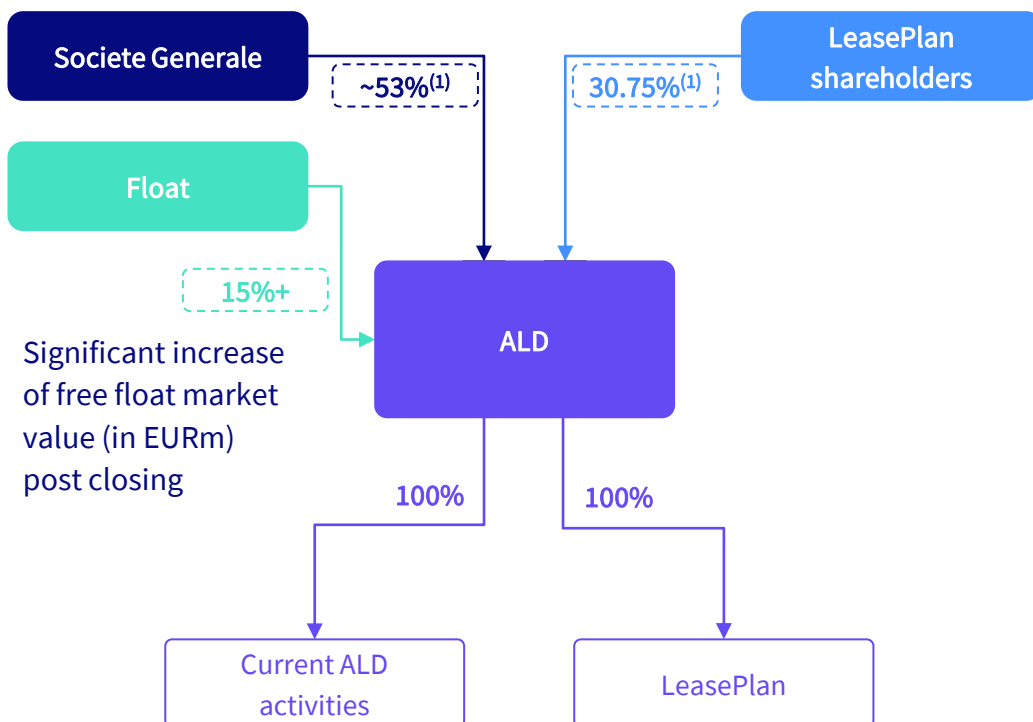 Societe Generale
LeasePlan
shareholders
~53%(1)
30.75%(1)
Float
15%+
ALD
Significant increase
of free float market
value (in EURm)
post closing
100%
100%
Current ALD
activities
LeasePlan